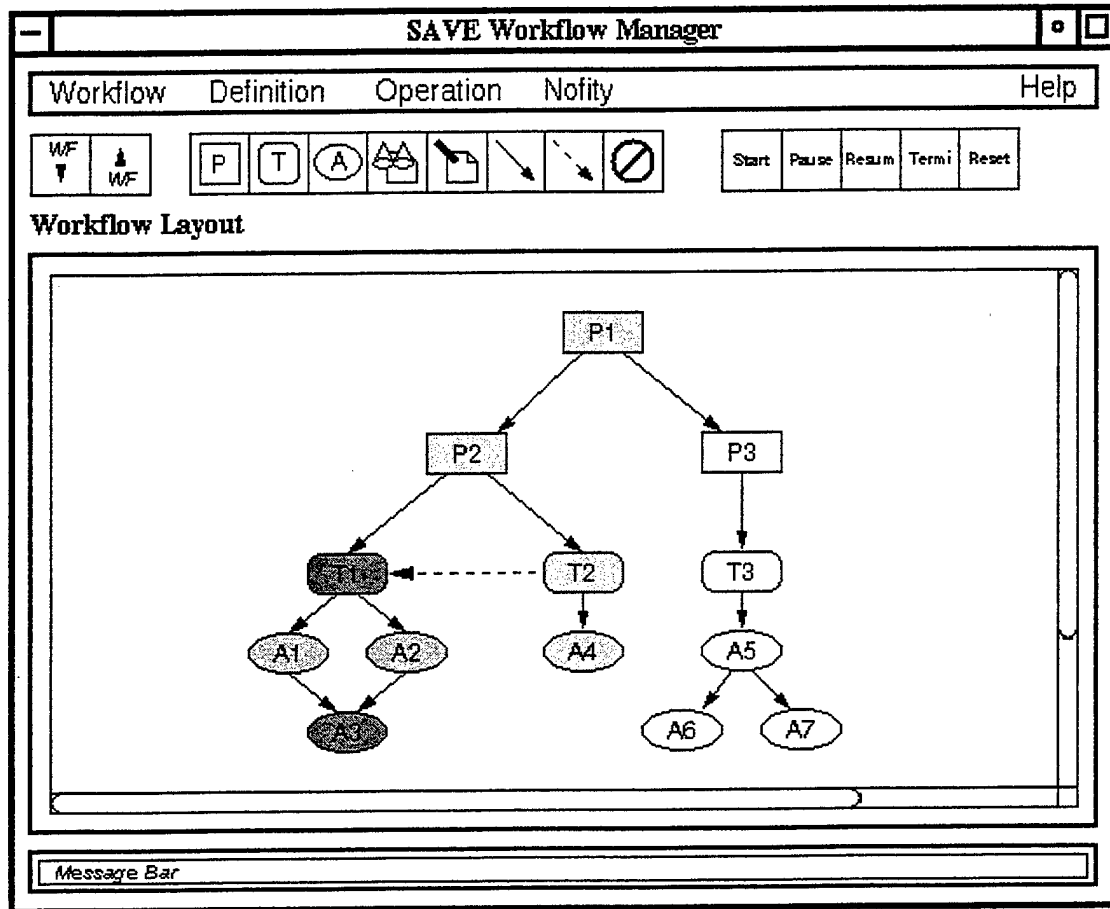 SAVE Workflow Manager
Workflow Definition Operation Nofity Help
WF WF P T A Start Pause Resum Termi Reset
Workflow Layout
P1
P2 P3
T1 T2 T3
A1 A2 A4 A5
A3 A6 A7
Message Bar